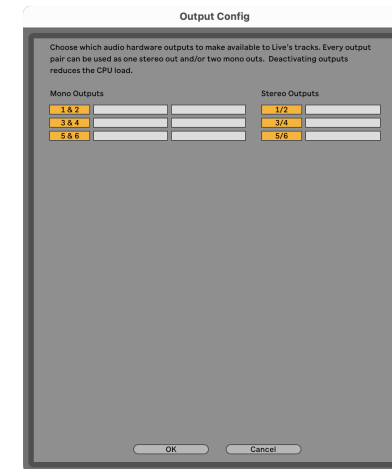 Output Config
Choose which audio hardware outputs to make available to Live's tracks. Every output
pair can be used as one stereo out and/or two mono outs. Deactivating outputs
reduces the CPU load.
Mono Outputs Stereo Outputs
1 & 2 1/2
3 & 4 3/4
5 & 6 5/6
OK Cancel